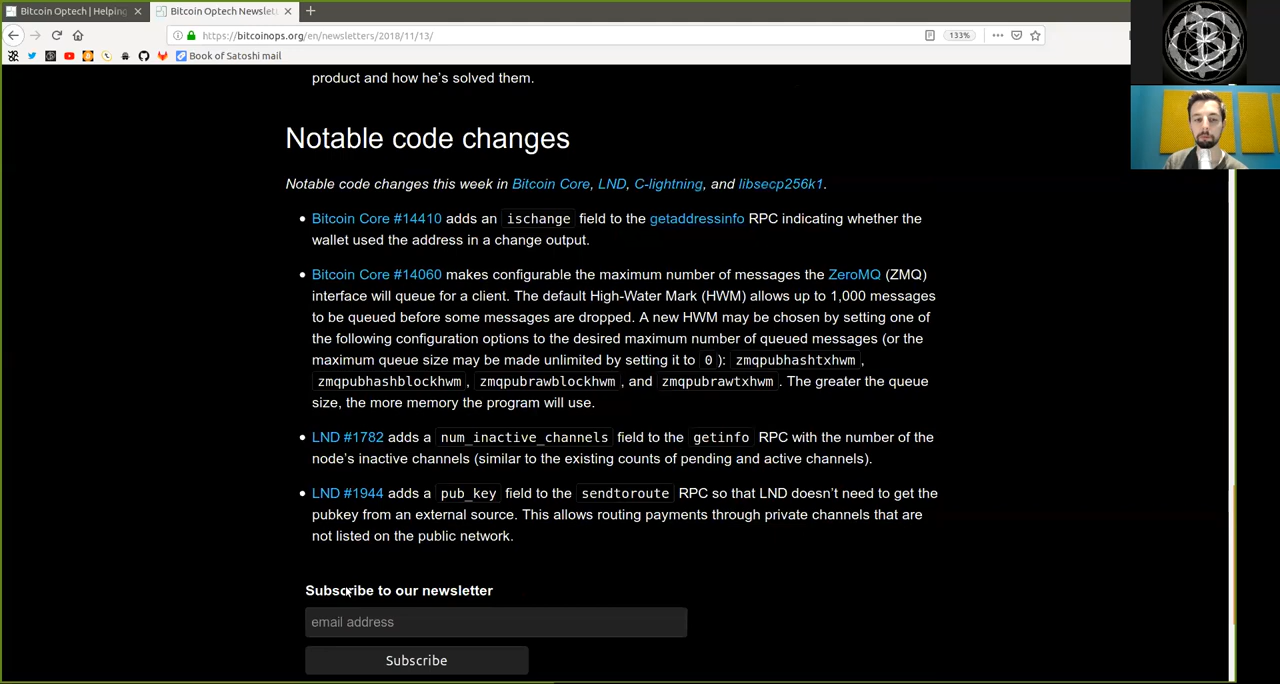 Bitcoin Optech | Helping
Bitcoin Optech Newslet
https://bitcoinops.org/en/newsletters/2018/11/13/
133%
Book of Satoshi mail
product and how he's solved them.
Notable code changes
Notable code changes this week in Bitcoin Core, LND, C-lightning, and libsecp256k1.
• Bitcoin Core #14410 adds an ischange field to the getaddressinfo RPC indicating whether the
wallet used the address in a change output.
• Bitcoin Core #14060 makes configurable the maximum number of messages the ZeroMQ (ZMQ)
interface will queue for a client. The default High-Water Mark (HWM) allows up to 1,000 messages
to be queued before some messages are dropped. A new HWM may be chosen by setting one of
the following configuration options to the desired maximum number of queued messages (or the
maximum queue size may be made unlimited by setting it to 0 ): zmqpubhashtxhwm ,
zmqpubhashblockhwm , zmqpubrawblockhwm , and zmqpubrawtxhwm . The greater the queue
size, the more memory the program will use.
• LND #1782 adds a num_inactive_channels field to the getinfo RPC with the number of the
node's inactive channels (similar to the existing counts of pending and active channels).
• LND #1944 adds a pub_key field to the sendtoroute RPC so that LND doesn't need to get the
pubkey from an external source. This allows routing payments through private channels that are
not listed on the public network.
Subscribe to our newsletter
email address
Subscribe